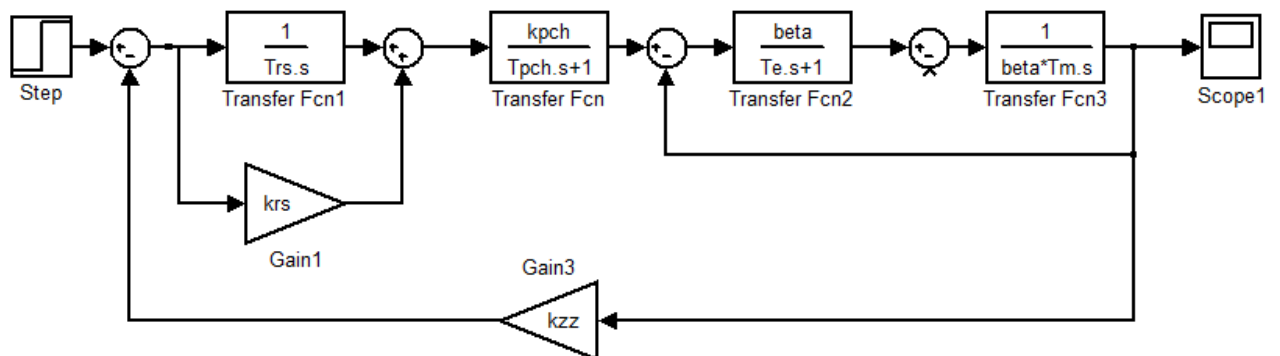 Step
1
Trs.s
Transfer Fcn1
kpch
Tpch.s+1
Transfer Fcn
beta
Te.s+1
Transfer Fcn2
1
beta*Tm.s
Transfer Fcn3
Scope1
krs
Gain1
Gain3
kzz